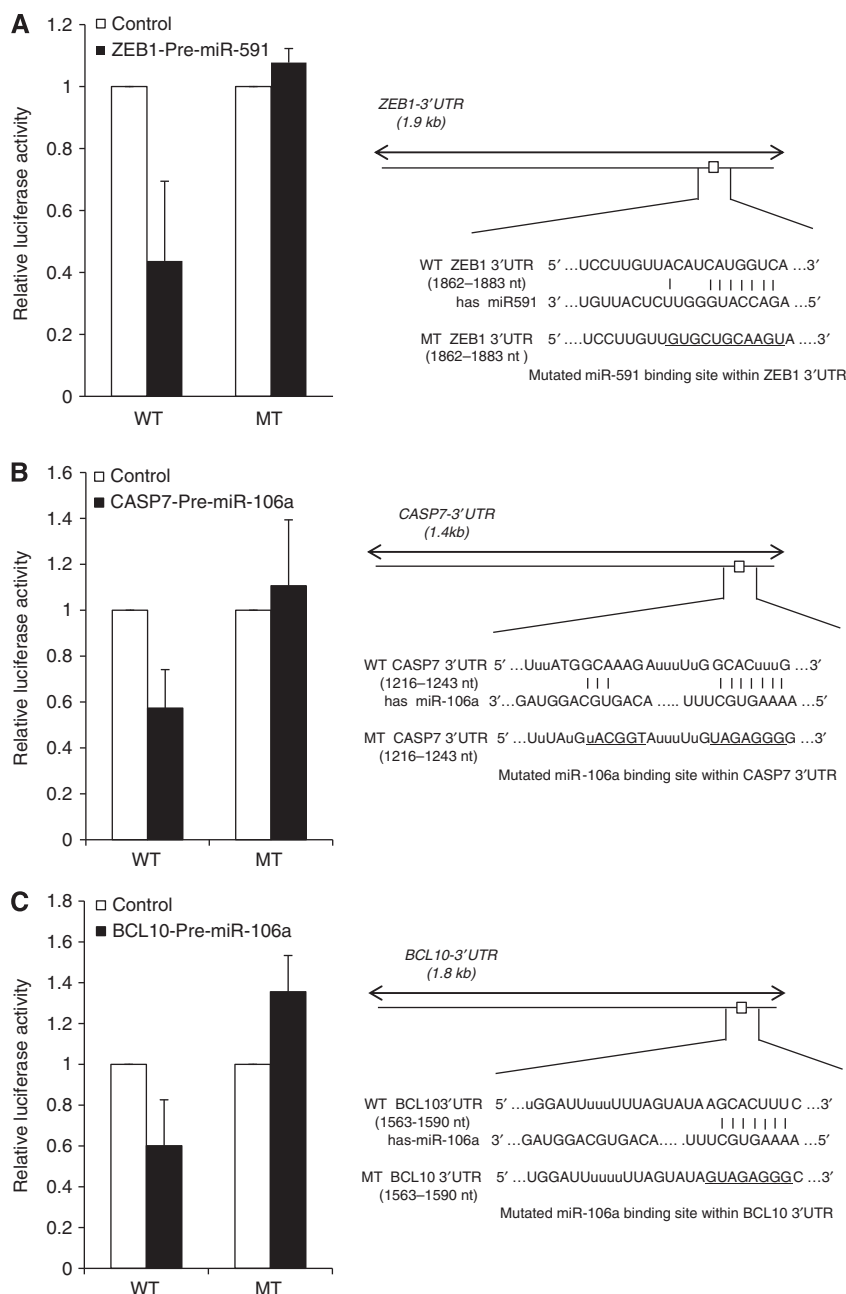 A
Relative luciferase activity
1.2
1
0.8
0.6
0.4
0.2
0
Control
ZEB1-Pre-miR-591
WT
MT
ZEB1-3′UTR
(1.9 kb)
WT ZEB1 3′UTR 5′ ...UCCUUGUUACAUCAUGGUCA ...3′
(1862–1883 nt)
has miR591 3′ ...UGUUACUCUUGGGUACCAGA ...5′
MT ZEB1 3′UTR 5′ ....UCCUUGUUGUGCUGCAAGUA ....3′
(1862–1883 nt )
Mutated miR-591 binding site within ZEB1 3′UTR
B
Relative luciferase activity
1.6
1.4
1.2
1
0.8
0.6
0.4
0.2
0
Control
CASP7-Pre-miR-106a
WT
MT
CASP7-3′UTR
(1.4kb)
WT CASP7 3′UTR 5′ ...UuuATGGCAAAGAuuuUuG GCACuuuG ...3′
(1216–1243 nt)
has miR-106a 3′...GAUGGACGUGACA ..... UUUCGUGAAAA ...5′
MT CASP7 3′UTR 5′ ...UuUAuGuACGGTAuuuUuGUAGAGGGG ...3′
(1216–1243 nt)
Mutated miR-106a binding site within CASP7 3′UTR
C
Relative luciferase activity
1.8
1.6
1.4
1.2
1
0.8
0.6
0.4
0.2
0
Control
BCL10-Pre-miR-106a
WT
MT
BCL10-3′UTR
(1.8 kb)
WT BCL103′UTR 5′ ...uGGAUUuuuUUUAGUAUA AGCACUUU C ...3′
(1563-1590 nt)
has-miR-106a 3′ ...GAUGGACGUGACA.... .UUUCGUGAAAA ...5′
MT BCL10 3′UTR 5′ ...UGGAUUUuuuUUAGUAUAGUAGAGGGC ...3′
(1563–1590 nt)
Mutated miR-106a binding site within BCL10 3′UTR